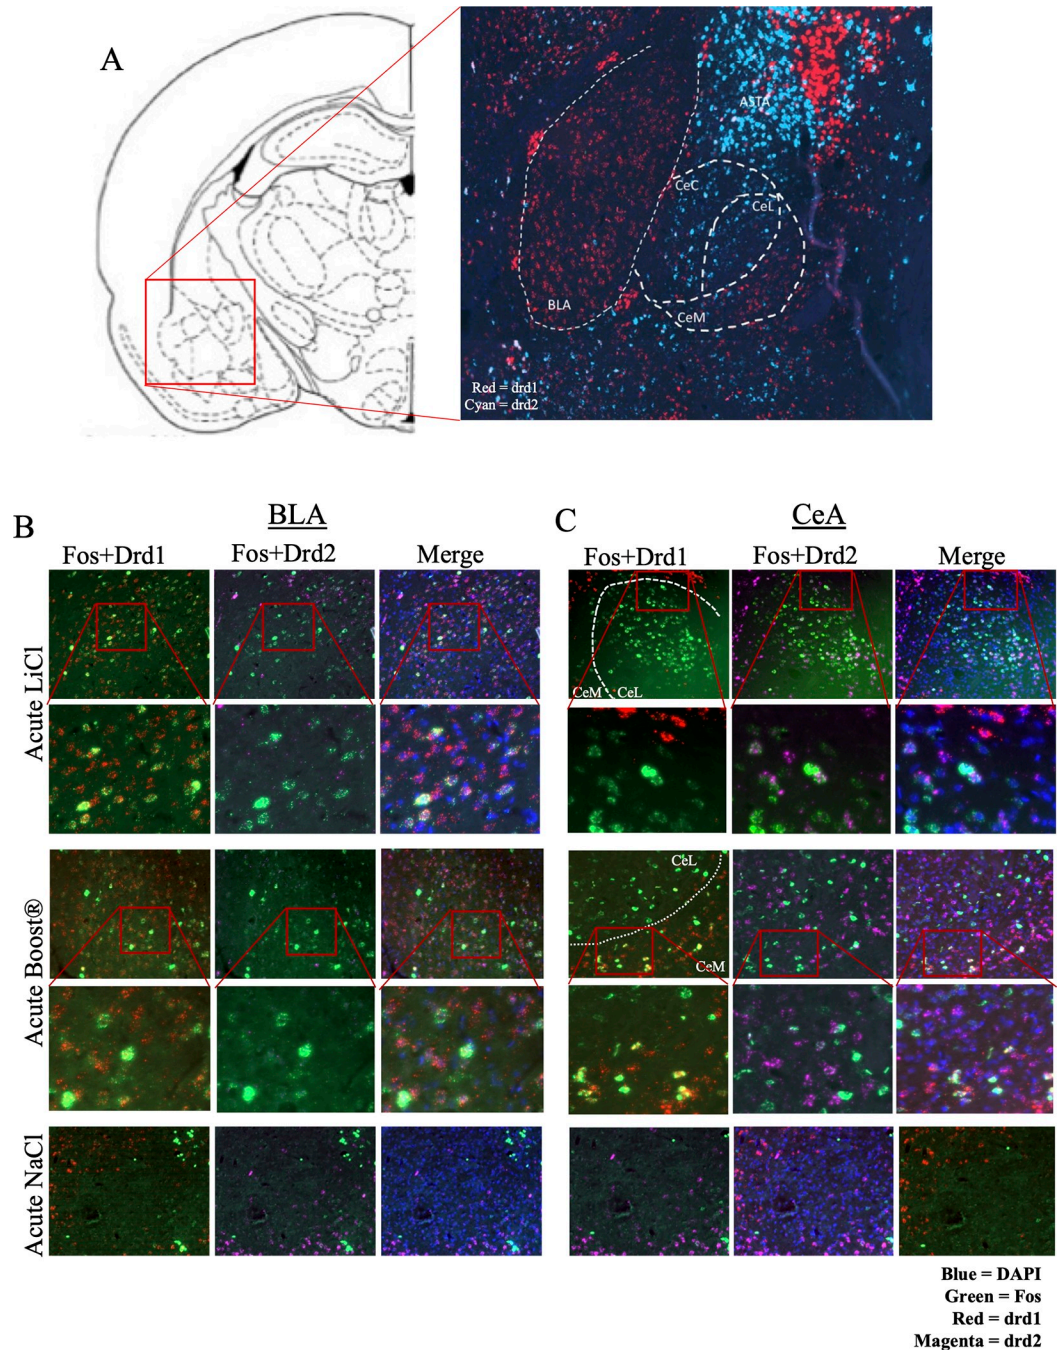 A
ASTA
CeC
CeL
BLA
CeM
Red = drd1
Cyan = drd2
B
BLA
C
CeA
Fos+Drd1
Fos+Drd2
Merge
Fos+Drd1
Fos+Drd2
Merge
Acute LiCl
CeM
CeL
Acute Boost®
CeL
CeM
Acute NaCl
Blue = DAPI
Green = Fos
Red = drd1
Magenta = drd2